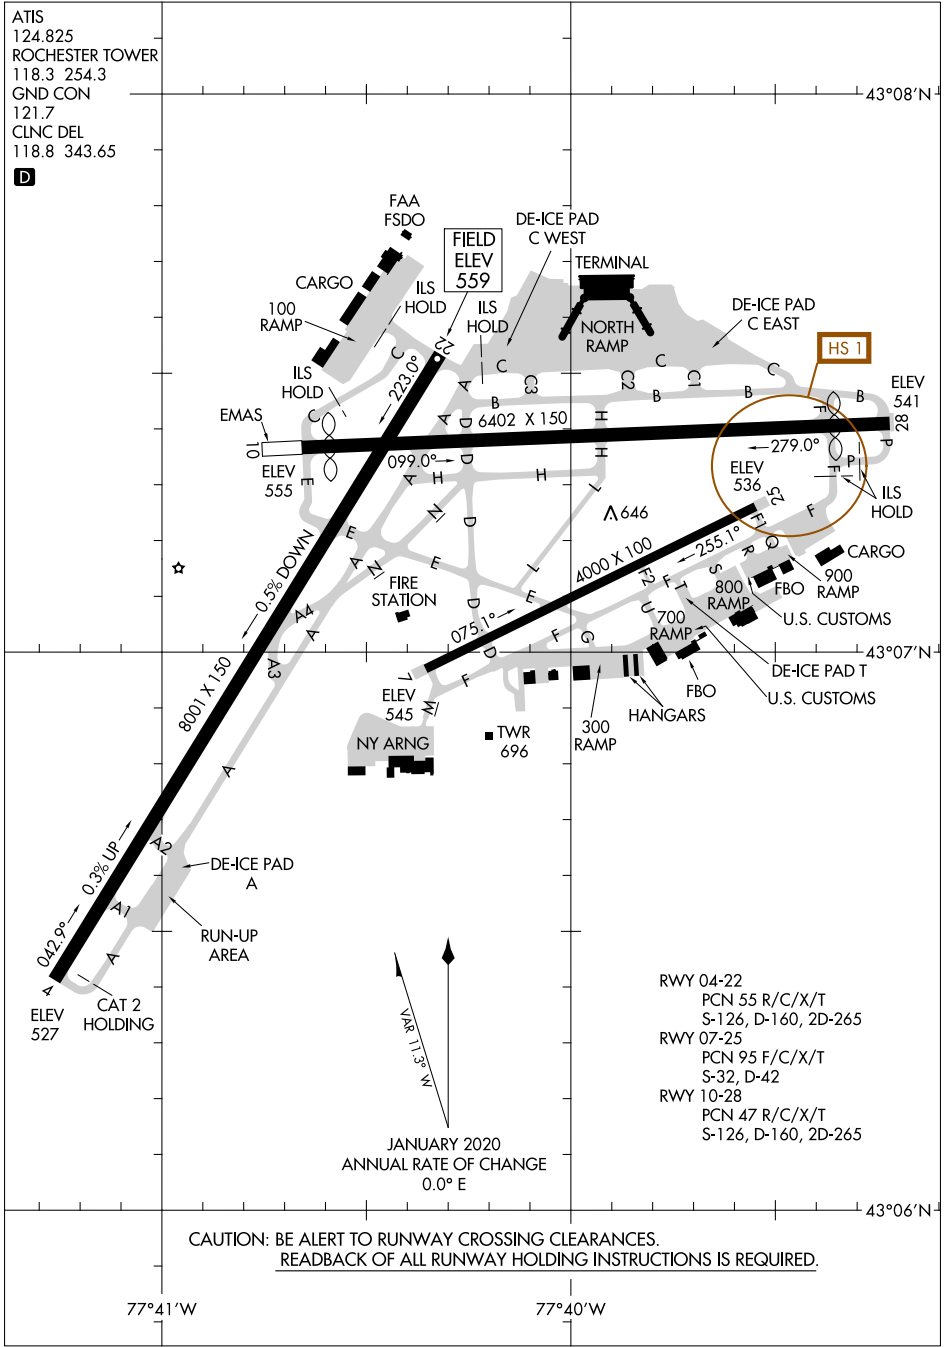 ATIS
124.825
ROCHESTER TOWER
118.3 254.3
GND CON
121.7
CLNC DEL
118.8 343.65
D
43°08'N
FAA
FSDO
FIELD
ELEV
559
DE-ICE PAD
C WEST
TERMINAL
CARGO
100
RAMP
ILS
HOLD
ILS
HOLD
NORTH
RAMP
DE-ICE PAD
C EAST
HS 1
22
C
ILS
HOLD
223.0°
A
C
C3
C2
C
C1
C
B
B
B
F
B
ELEV
541
28
EMAS
10
C
A
D
6402 X 150
H
H
279.0°
P
P
F
ELEV
555
E
099.0°
D
A
H
H
L
ELEV
536
25
ILS
HOLD
646
N
D
E
A
N
E
F1
F
255.1°
Q
R
4000 X 100
CARGO
0.5% DOWN
FIRE
STATION
L
E
F2
F
S
T
U
900
RAMP
FBO
800
RAMP
U.S. CUSTOMS
A4
A
D
075.1°
F
G
700
RAMP
43°07'N
A3
D
F
7
ELEV
545
M
DE-ICE PAD T
U.S. CUSTOMS
FBO
HANGARS
300
RAMP
8001 X 150
NY ARNG
TWR
696
A
0.3% UP
A2
DE-ICE PAD
A
A1
RUN-UP
AREA
042.9°
A
4
ELEV
527
CAT 2
HOLDING
VAR 11.3° W
RWY 04-22
PCN 55 R/C/X/T
S-126, D-160, 2D-265
RWY 07-25
PCN 95 F/C/X/T
S-32, D-42
RWY 10-28
PCN 47 R/C/X/T
S-126, D-160, 2D-265
JANUARY 2020
ANNUAL RATE OF CHANGE
0.0° E
43°06'N
CAUTION: BE ALERT TO RUNWAY CROSSING CLEARANCES.
READBACK OF ALL RUNWAY HOLDING INSTRUCTIONS IS REQUIRED.
77°41'W
77°40'W